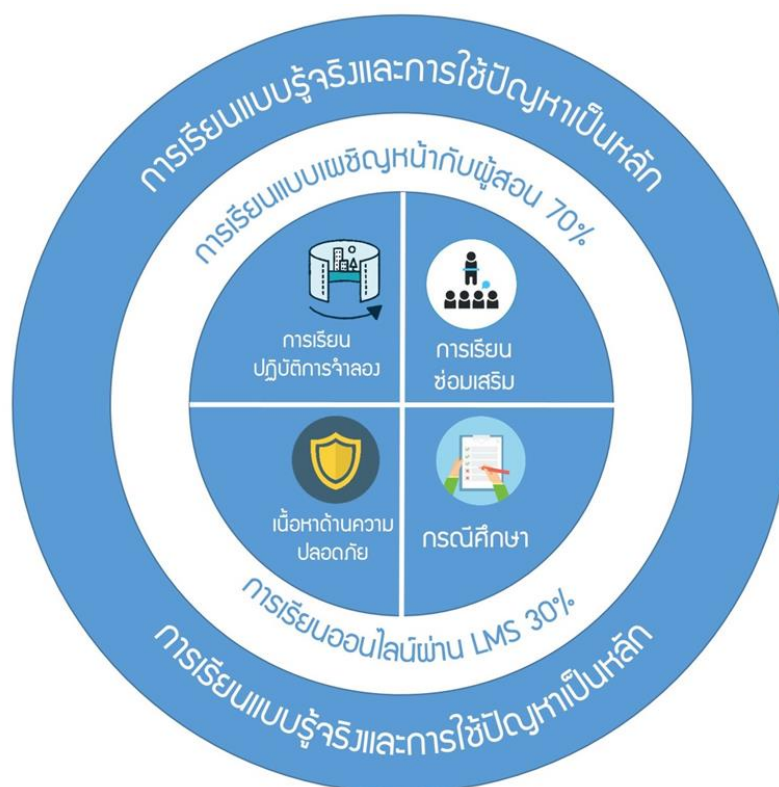 การเรียนแบบรู้จริงและการใช้ปัญหาเป็นหลัก
การเรียนแบบเผชิญหน้ากับผู้สอน 70%
การเรียน
ปฏิบัติการจำลอง
การเรียน
ซ่อมเสริม
เนื้อหาด้านความ
ปลอดภัย
กรณีศึกษา
การเรียนออนไลน์ผ่าน LMS 30%
การเรียนแบบรู้จริงและการใช้ปัญหาเป็นหลัก